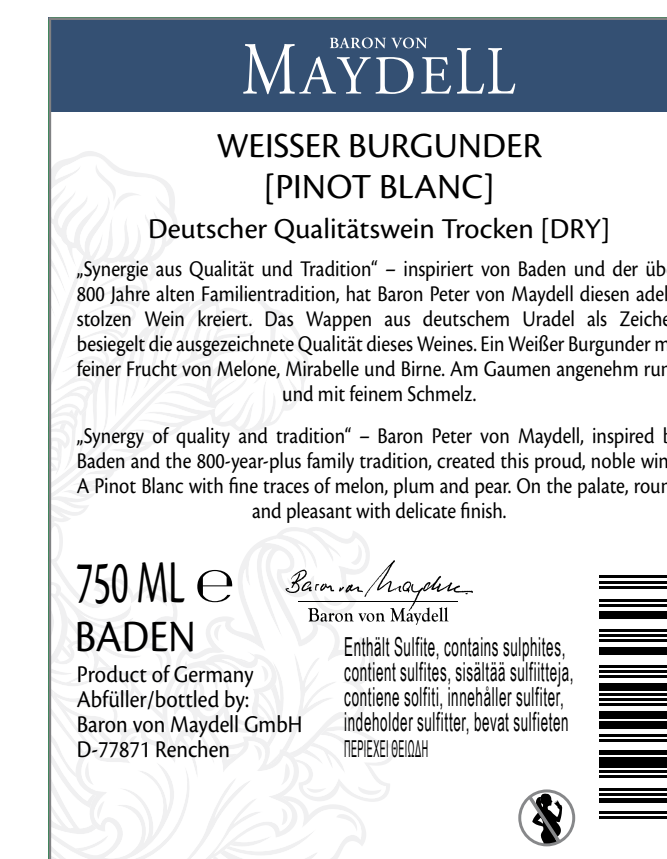 BARON VON
MAYDELL
WEISSER BURGUNDER
[PINOT BLANC]
Deutscher Qualitätswein Trocken [DRY]
„Synergie aus Qualität und Tradition“ – inspiriert von Baden und der üb
800 Jahre alten Familientradition, hat Baron Peter von Maydell diesen adel
stolzen Wein kreiert. Das Wappen aus deutschem Uradel als Zeiche
besiegelt die ausgezeichnete Qualität dieses Weines. Ein Weißer Burgunder m
feiner Frucht von Melone, Mirabelle und Birne. Am Gaumen angenehm run
und mit feinem Schmelz.
„Synergy of quality and tradition“ – Baron Peter von Maydell, inspired b
Baden and the 800-year-plus family tradition, created this proud, noble win
A Pinot Blanc with fine traces of melon, plum and pear. On the palate, roun
and pleasant with delicate finish.
750 ML ℮
BADEN
Product of Germany
Abfüller/bottled by:
Baron von Maydell GmbH
D-77871 Renchen
Baron von Maydell
Baron von Maydell
Enthält Sulfite, contains sulphites,
contient sulfites, sisältää sulfiitteja,
contiene solfiti, innehåller sulfiter,
indeholder sulfitter, bevat sulfieten
ΠΕΡΙΕΧΕΙ ΘΕΙΩΔΗ